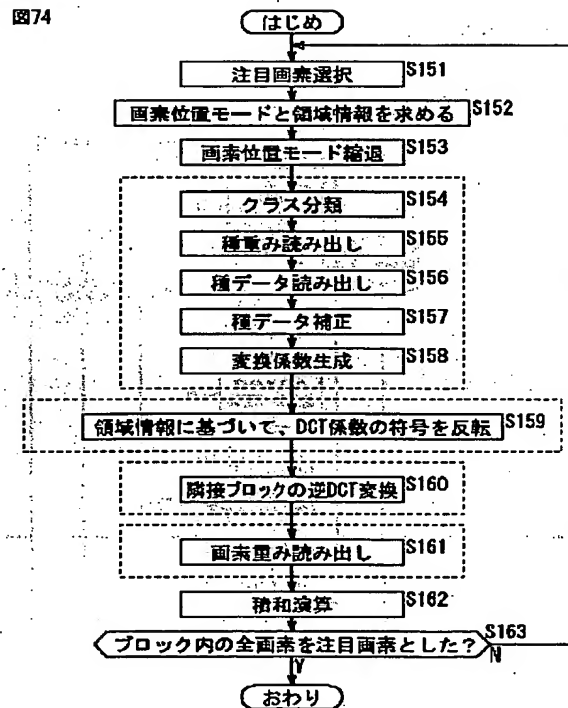 図74
はじめ
注目画素選択 S151
画素位置モードと領域情報を求める S152
画素位置モード縮退 S153
クラス分類 S154
種重み読み出し S155
種データ読み出し S156
種データ補正 S157
変換係数生成 S158
領域情報に基づいて、DCT係数の符号を反転 S159
隣接ブロックの逆DCT変換 S160
画素重み読み出し S161
積和演算 S162
ブロック内の全画素を注目画素とした? S163
N
Y
おわり